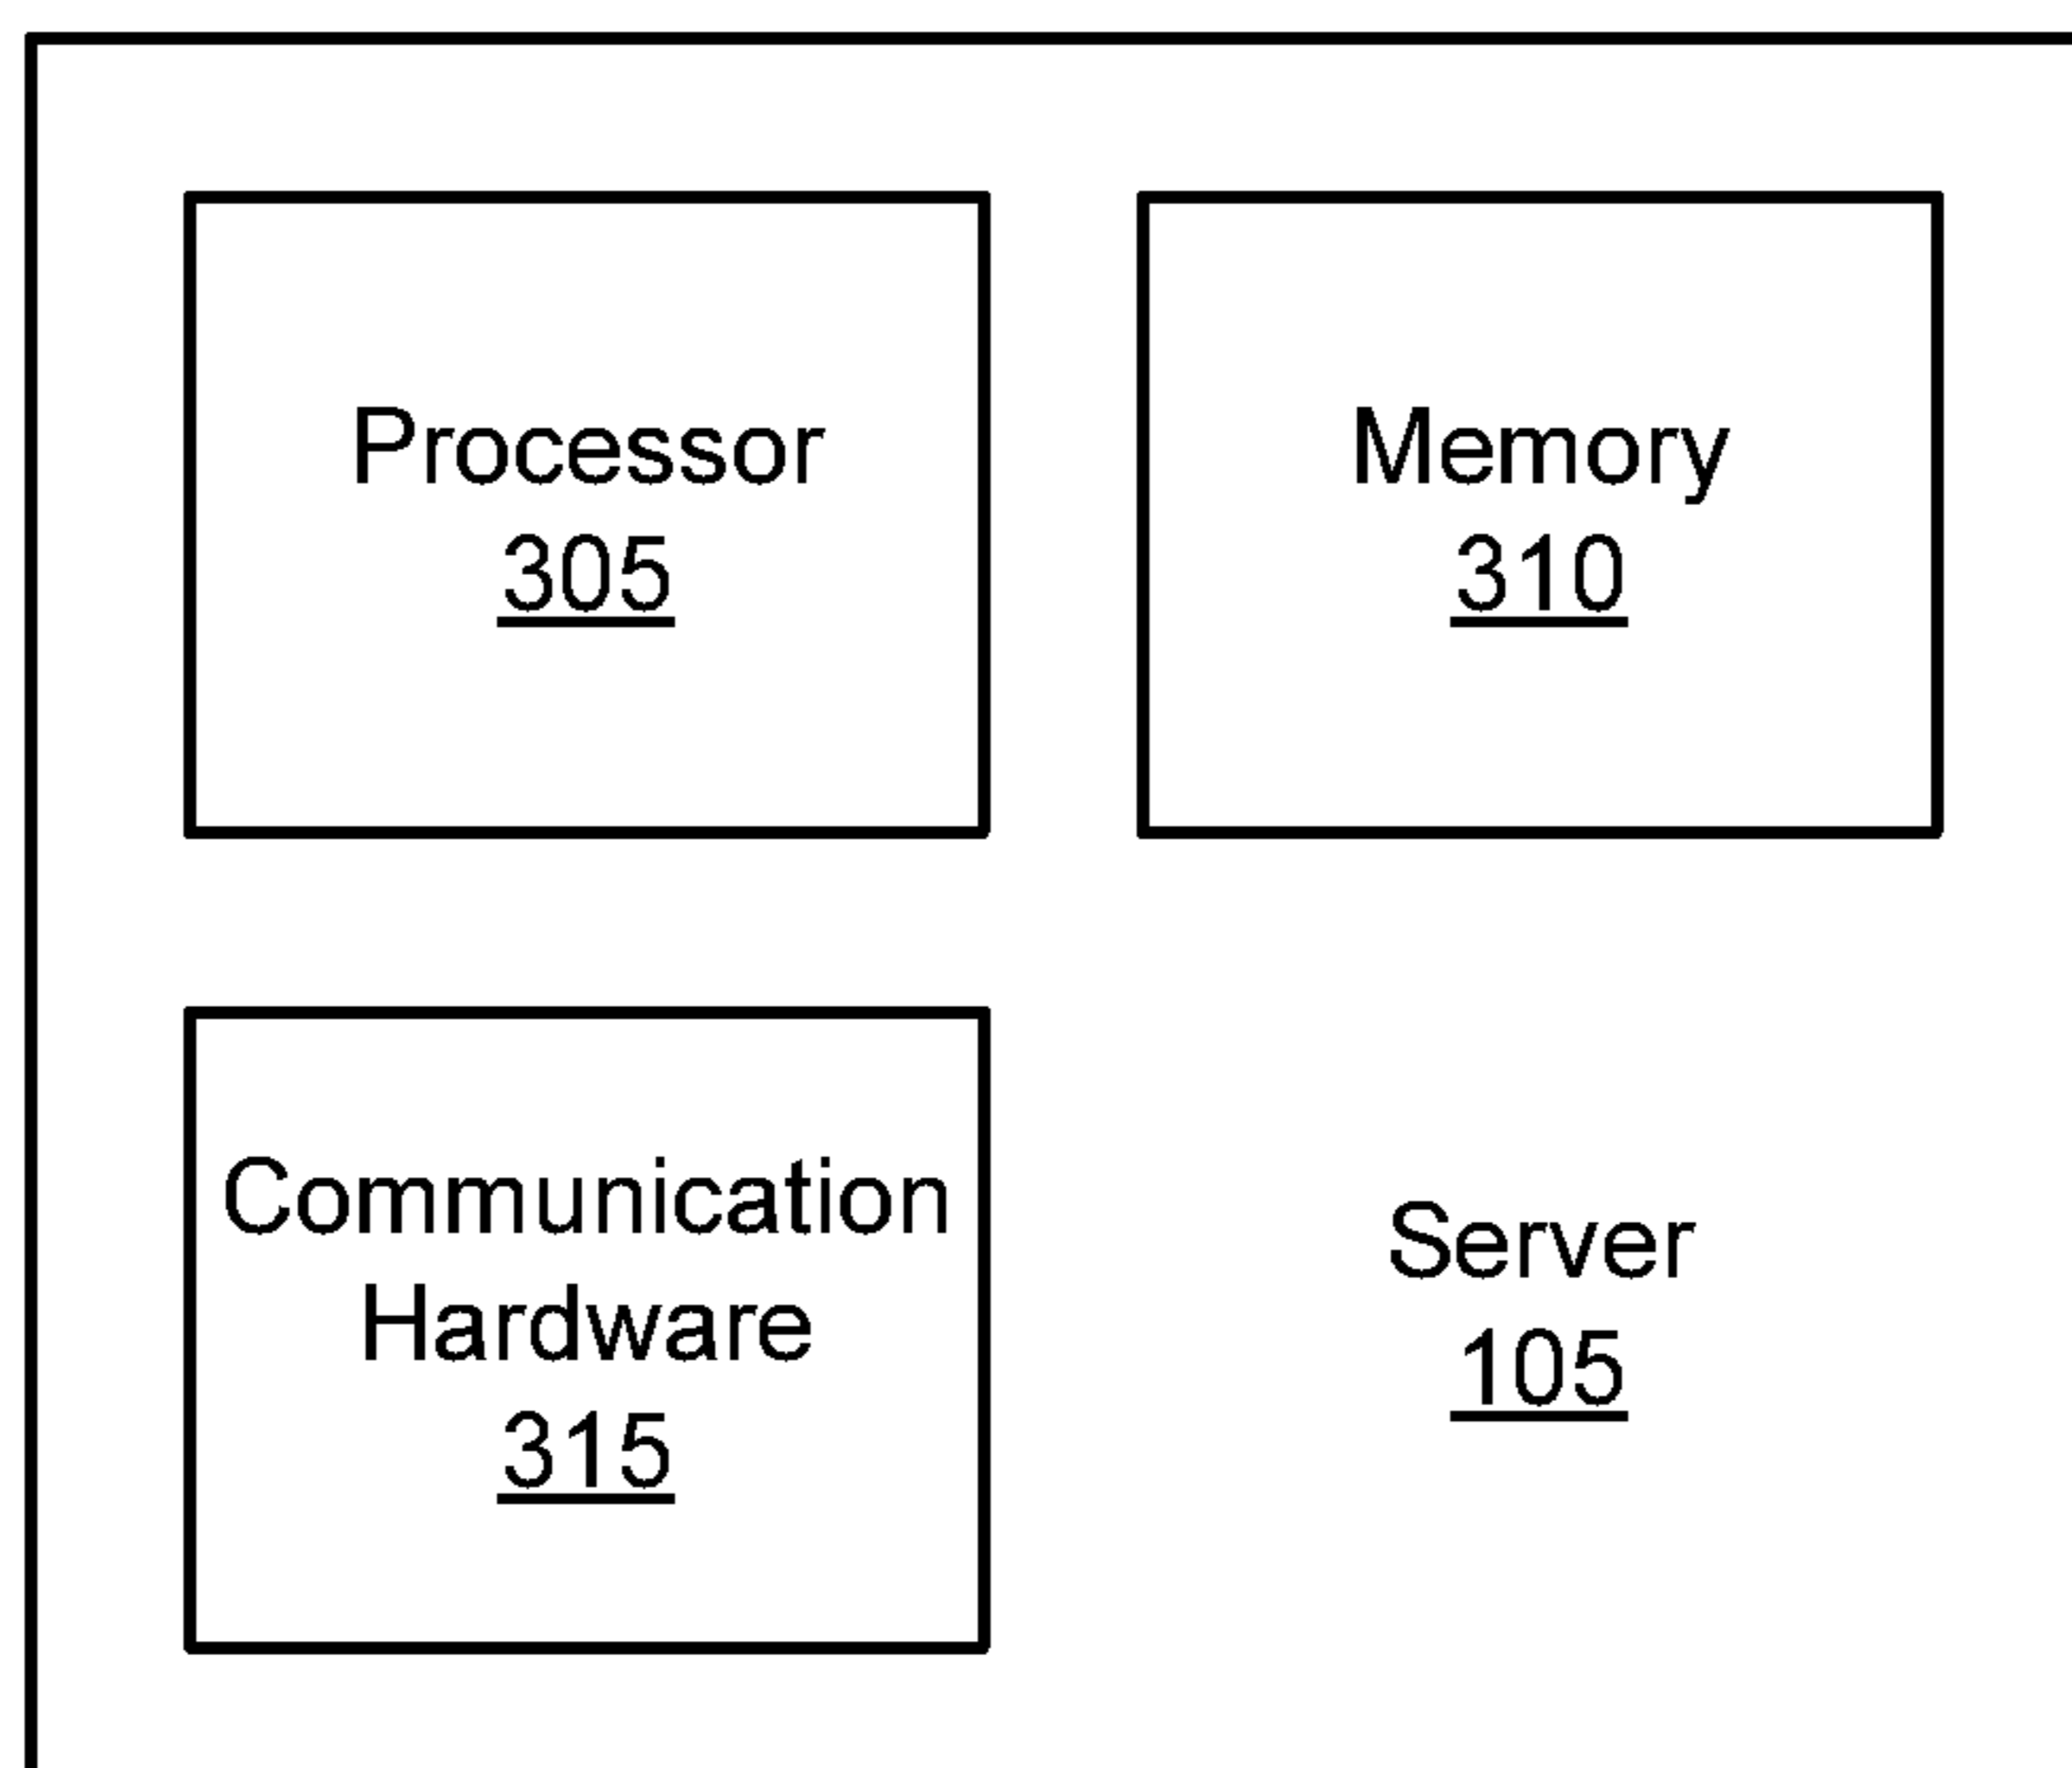 Processor
305
Memory
310
Communication
Hardware
315
Server
105